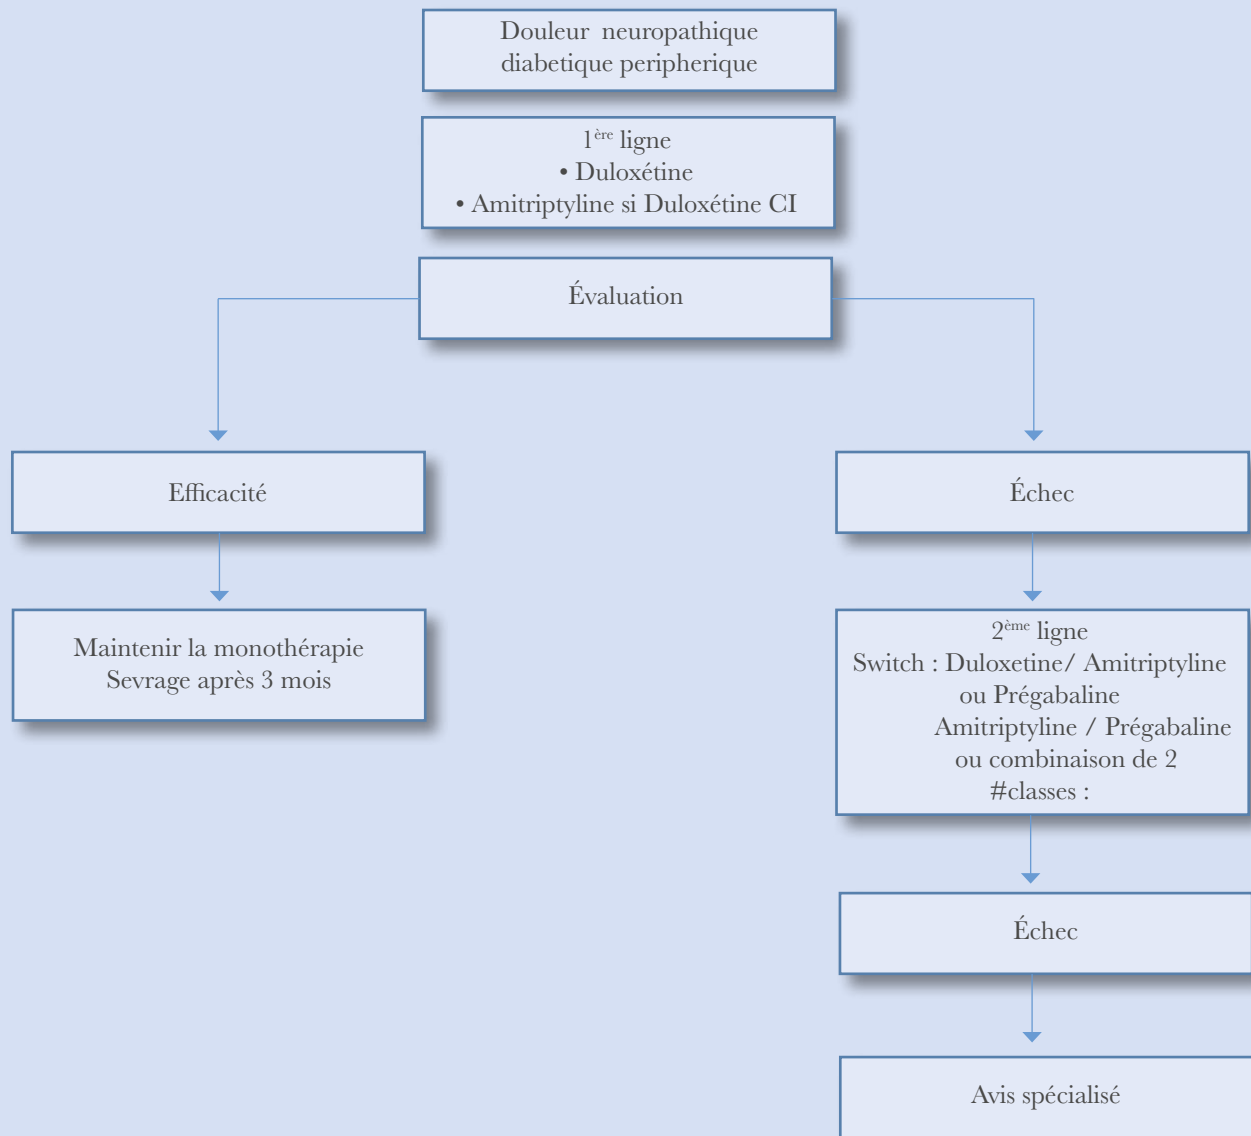 Douleur neuropathique
diabetique peripherique
1ère ligne
• Duloxétine
• Amitriptyline si Duloxétine CI
Évaluation
Efficacité
Échec
Maintenir la monothérapie
Sevrage après 3 mois
2ème ligne
Switch : Duloxetine/ Amitriptyline
ou Prégabaline
Amitriptyline / Prégabaline
ou combinaison de 2
#classes :
Échec
Avis spécialisé